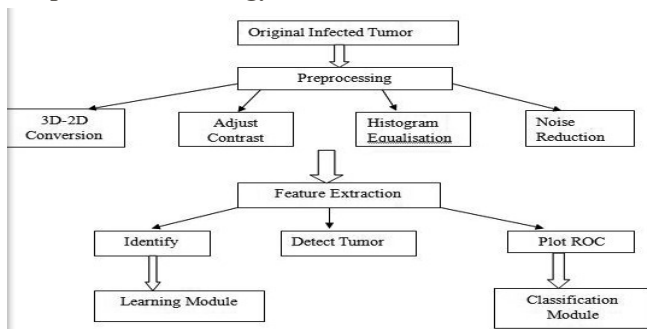 Original Infected Tumor
Preprocessing
3D-2D
Conversion
Adjust
Contrast
Histogram
Equalisation
Noise
Reduction
Feature Extraction
Identify
Detect Tumor
Plot ROC
Learning Module
Classification
Module